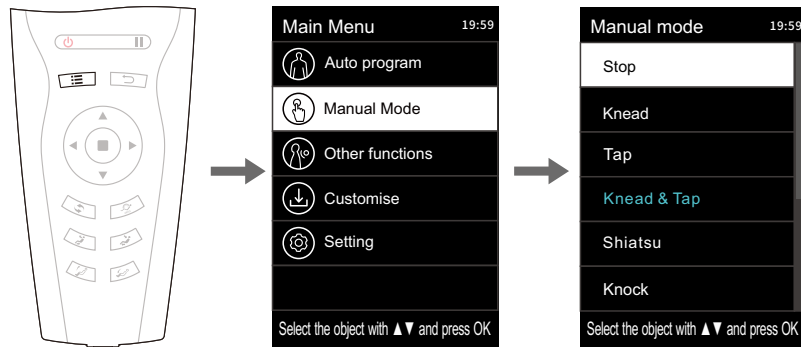 Main Menu 19:59
Auto program
Manual Mode
Other functions
Customise
Setting
Select the object with ▲▼ and press OK
Manual mode 19:59
Stop
Knead
Tap
Knead & Tap
Shiatsu
Knock
Select the object with ▲▼ and press OK